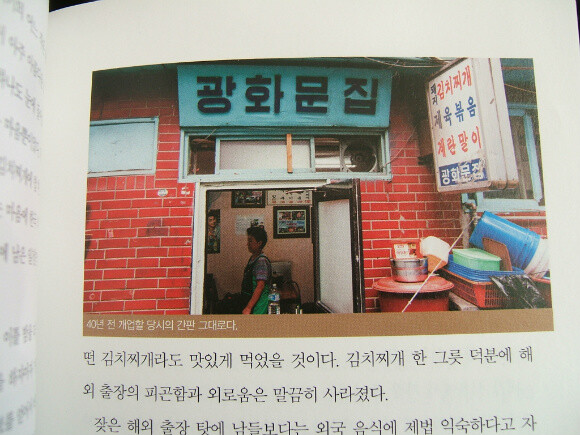 광화문집
돼지김치찌개
제육볶음
계란말이
광화문집
40년 전 개업할 당시의 간판 그대로다.
떤 김치찌개라도 맛있게 먹었을 것이다. 김치찌개 한 그릇 덕분에 해
외 출장의 피곤함과 외로움은 말끔히 사라졌다.
잦은 해외 출장 탓에 남들보다는 외국 음식에 제법 익숙하다고 자